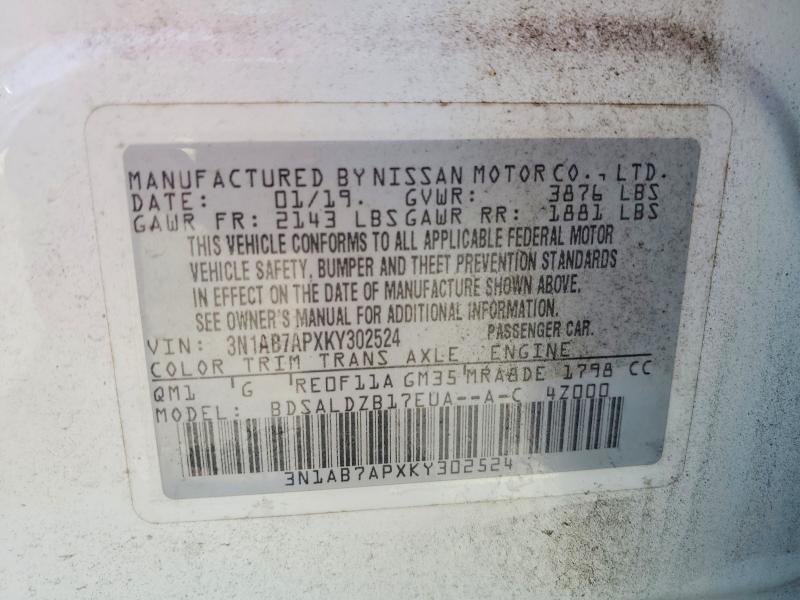 MANUFACTURED BY NISSAN MOTOR CO., LTD.
DATE: 01/19. GVWR: 3876 LBS
GAWR FR: 2143 LBS GAWR RR: 1881 LBS
THIS VEHICLE CONFORMS TO ALL APPLICABLE FEDERAL MOTOR
VEHICLE SAFETY, BUMPER AND THEFT PREVENTION STANDARDS
IN EFFECT ON THE DATE OF MANUFACTURE SHOWN ABOVE.
SEE OWNER'S MANUAL FOR ADDITIONAL INFORMATION.
VIN: 3N1AB7APXKY302524 PASSENGER CAR.
COLOR TRIM TRANS AXLE ENGINE
QM1 G RE0F11A GM35 MRA8DE 1798 CC
MODEL: BDSALDZB17EUA--A-C 4Z000
3N1AB7APXKY302524